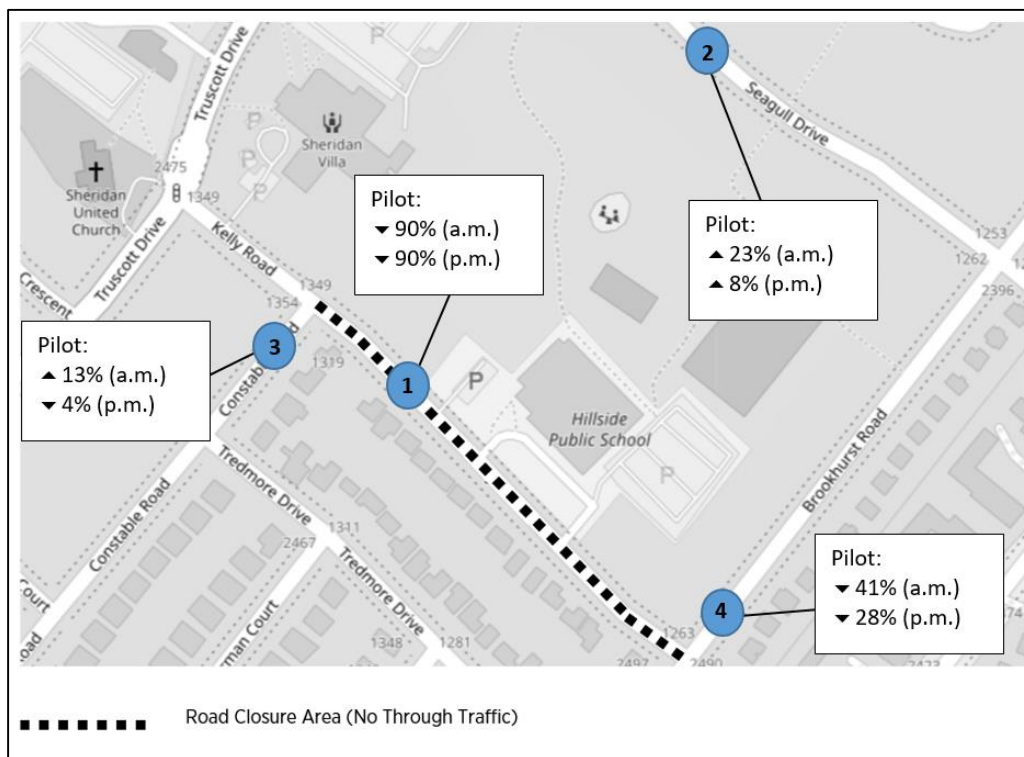 Truscott Drive
P
2
Seagull Drive
P
P
P
Sheridan
Villa
2475
1349
Sheridan
United
Church
Truscott Drive
Kelly Road
Pilot:
▼ 90% (a.m.)
▼ 90% (p.m.)
Pilot:
▲ 23% (a.m.)
▲ 8% (p.m.)
1253
1262
2396
Crescent
1349
1354
3
1319
Pilot:
▲ 13% (a.m.)
▼ 4% (p.m.)
1
P
Hillside
Public School
P
Brookhurst Road
Constable Road
Tredmore Drive
1311
2467
Tredmore Drive
Pilot:
▼ 41% (a.m.)
▼ 28% (p.m.)
4
Court
1348
1281
1263
2497
2490
Road Closure Area (No Through Traffic)